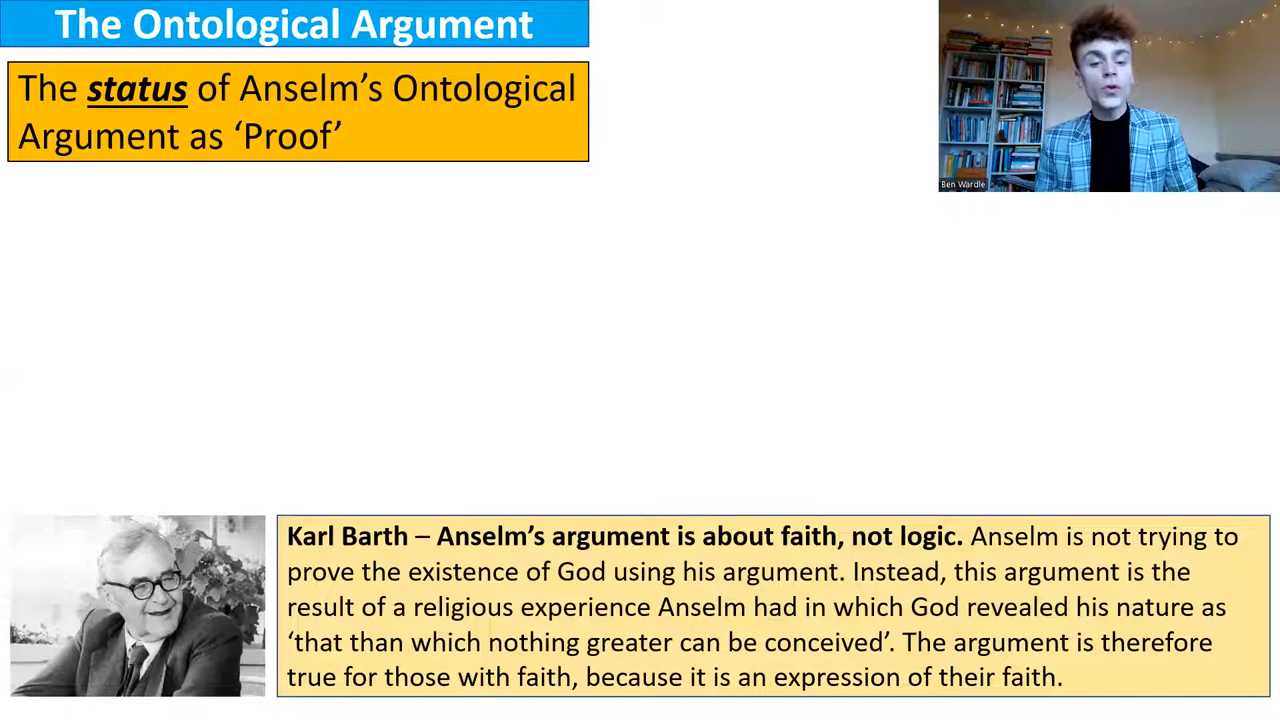 The Ontological Argument
The status of Anselm’s Ontological
Argument as ‘Proof’
Ben Wardle
Karl Barth – Anselm’s argument is about faith, not logic. Anselm is not trying to
prove the existence of God using his argument. Instead, this argument is the
result of a religious experience Anselm had in which God revealed his nature as
‘that than which nothing greater can be conceived’. The argument is therefore
true for those with faith, because it is an expression of their faith.